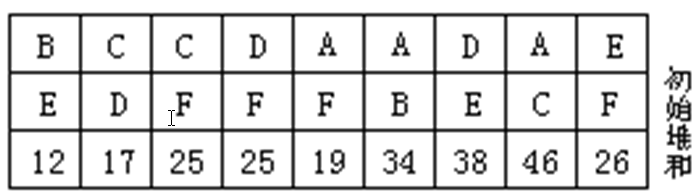 B C C D A A D A E
E D F F F B E C F
12 17 25 25 19 34 38 46 26
初始堆和